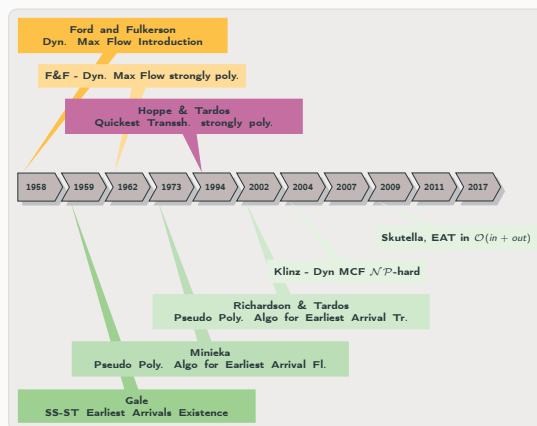 Ford and Fulkerson
Dyn. Max Flow Introduction
F&F - Dyn. Max Flow strongly poly.
Hoppe & Tardos
Quickest Transsh. strongly poly.
1958 1959 1962 1973 1994 2002 2004 2007 2009 2011 2017
Skutella, EAT in O(in + out)
Klinz - Dyn MCF NP-hard
Richardson & Tardos
Pseudo Poly. Algo for Earliest Arrival Tr.
Minieka
Pseudo Poly. Algo for Earliest Arrival Fl.
Gale
SS-ST Earliest Arrivals Existence